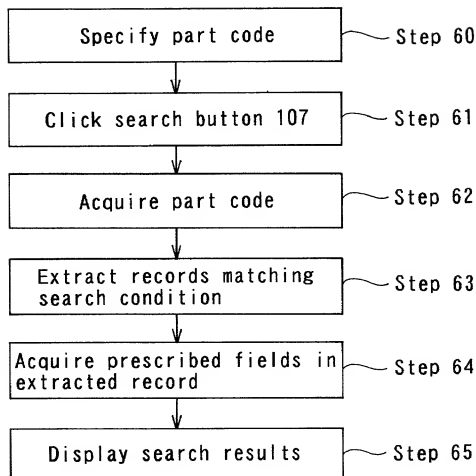 Specify part code
Step 60
Click search button 107
Step 61
Acquire part code
Step 62
Extract records matching
search condition
Step 63
Acquire prescribed fields in
extracted record
Step 64
Display search results
Step 65